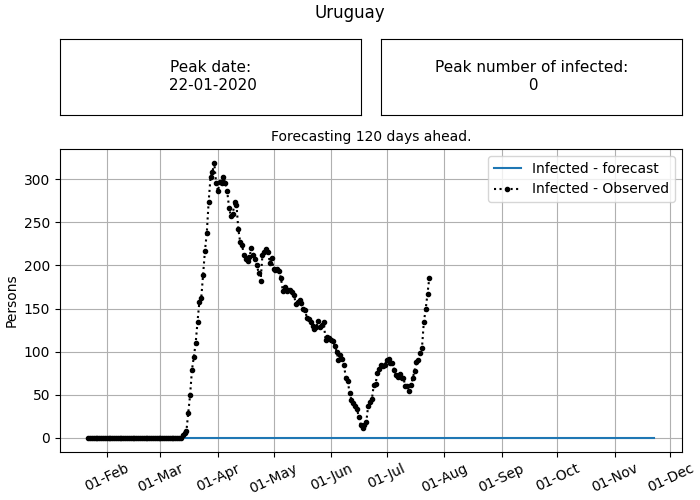 Uruguay
Peak date:
22-01-2020
Peak number of infected:
0
Forecasting 120 days ahead.
Infected - forecast
Infected - Observed
Persons
300
250
200
150
100
50
0
01-Feb
01-Mar
01-Apr
01-May
01-Jun
01-Jul
01-Aug
01-Sep
01-Oct
01-Nov
01-Dec